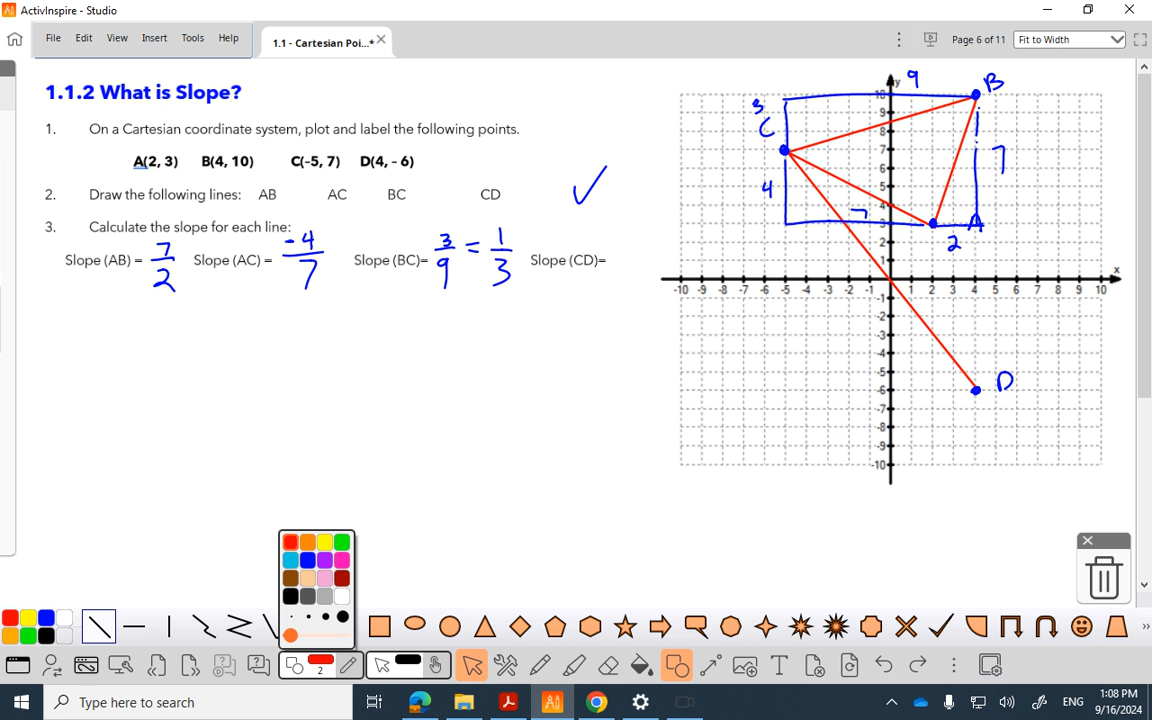 ActivInspire - Studio
File Edit View Insert Tools Help
1.1 - Cartesian Poi...*
Page 6 of 11
Fit to Width
1.1.2 What is Slope?
1. On a Cartesian coordinate system, plot and label the following points.
A(2, 3) B(4, 10) C(-5, 7) D(4, - 6)
2. Draw the following lines: AB AC BC CD ✓
3. Calculate the slope for each line:
Slope (AB) = 7/2 Slope (AC) = -4/7 Slope (BC)= 3/9 = 1/3 Slope (CD)=
y
9
B
3
C
7
4
7
A
2
D
x
10
9
8
7
6
5
4
3
2
1
-10 -9 -8 -7 -6 -5 -4 -3 -2 -1 1 2 3 4 5 6 7 8 9 10
-1
-2
-3
-4
-5
-6
-7
-8
-9
-10
2
Type here to search
ENG
1:08 PM
9/16/2024